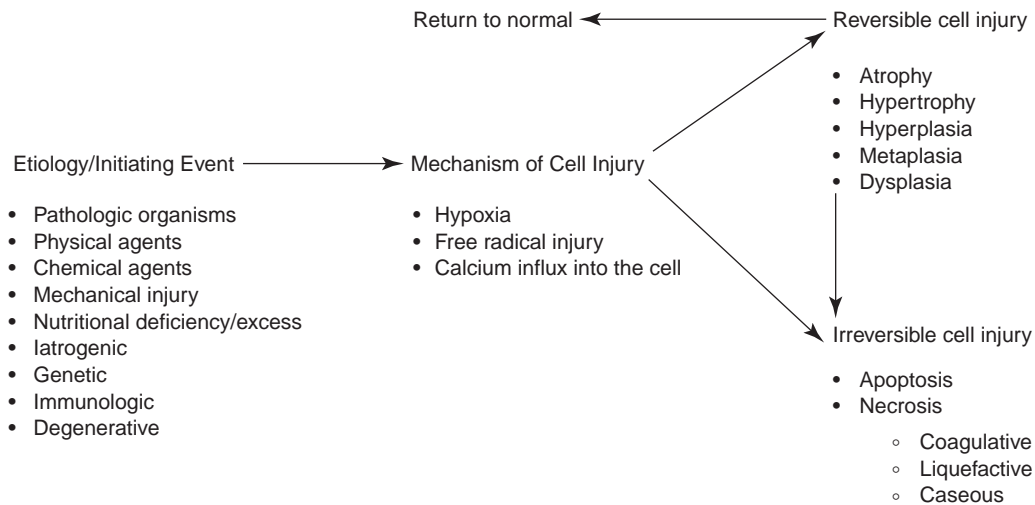 Return to normal
Reversible cell injury
• Atrophy
• Hypertrophy
• Hyperplasia
• Metaplasia
• Dysplasia
Etiology/Initiating Event
• Pathologic organisms
• Physical agents
• Chemical agents
• Mechanical injury
• Nutritional deficiency/excess
• Iatrogenic
• Genetic
• Immunologic
• Degenerative
Mechanism of Cell Injury
• Hypoxia
• Free radical injury
• Calcium influx into the cell
Irreversible cell injury
• Apoptosis
• Necrosis
◦ Coagulative
◦ Liquefactive
◦ Caseous